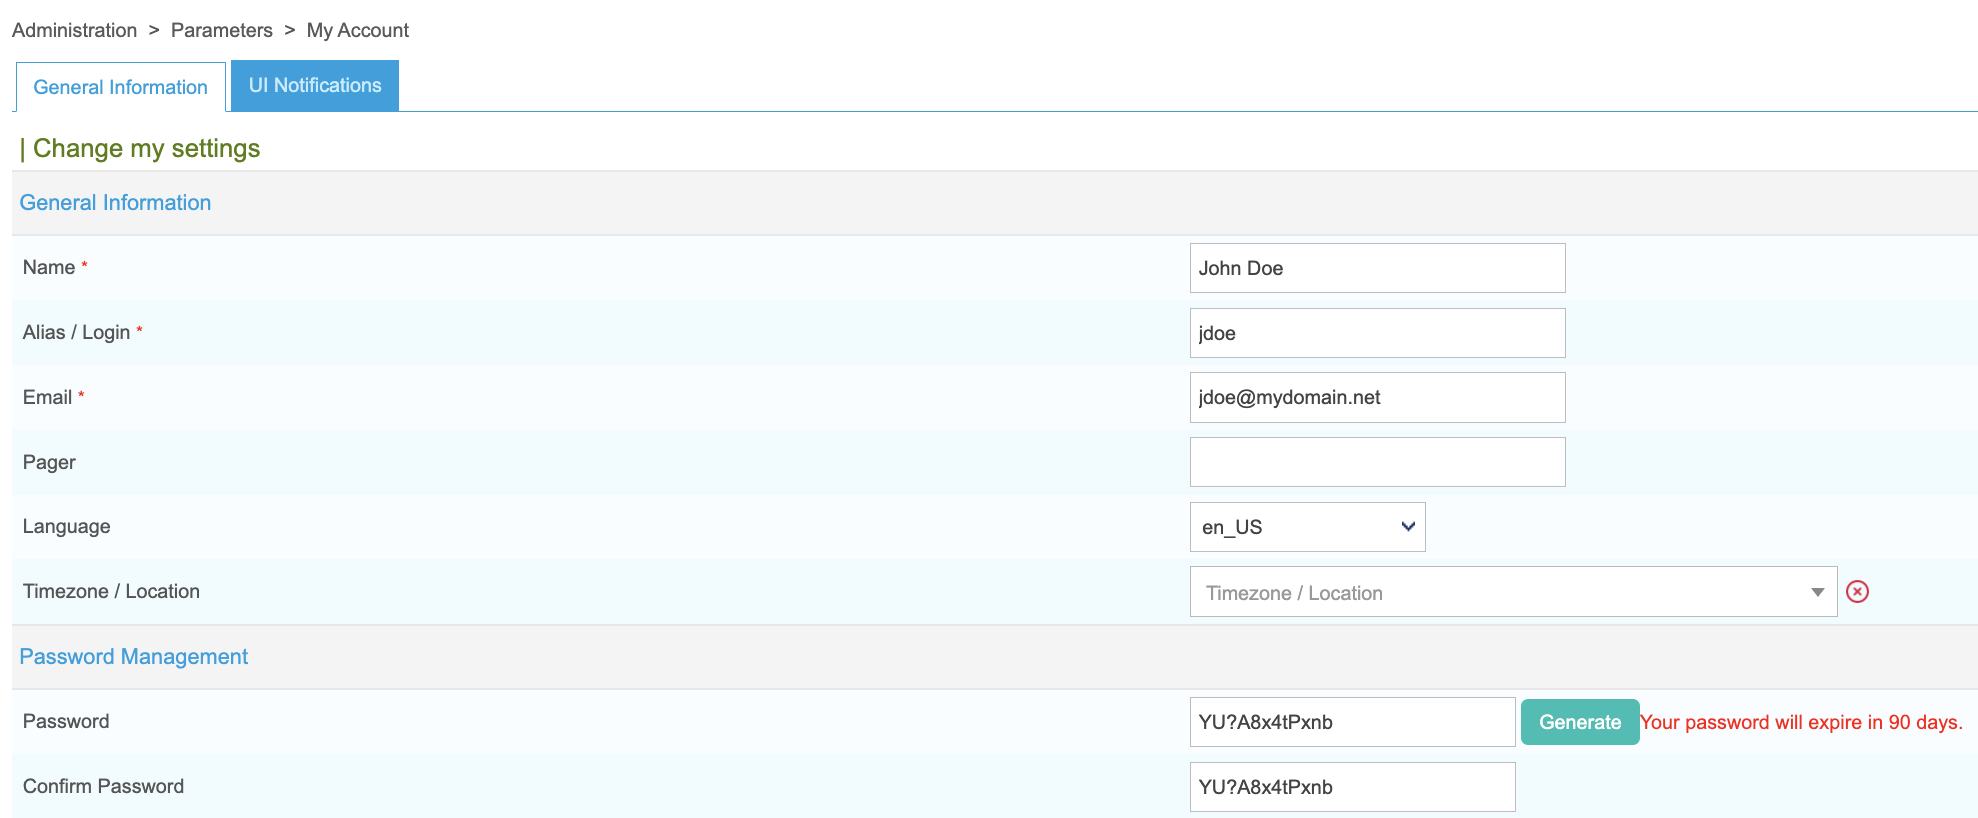 Administration > Parameters > My Account
General Information UI Notifications
| Change my settings
General Information
Name * John Doe
Alias / Login * jdoe
Email * jdoe@mydomain.net
Pager
Language en_US
Timezone / Location Timezone / Location
Password Management
Password YU?A8x4tPxnb Generate Your password will expire in 90 days.
Confirm Password YU?A8x4tPxnb